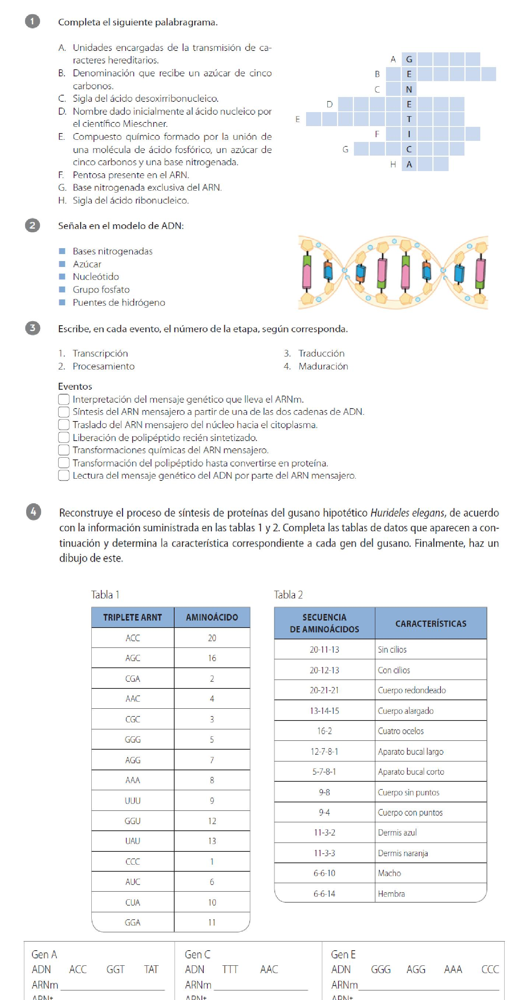 1 Completa el siguiente palabragrama.
A. Unidades encargadas de la transmisión de ca-
racteres hereditarios.
B. Denominación que recibe un azúcar de cinco
carbonos.
C. Sigla del ácido desoxirribonucleico.
D. Nombre dado inicialmente al ácido nucleico por
el científico Mieschner.
E. Compuesto químico formado por la unión de
una molécula de ácido fosfórico, un azúcar de
cinco carbonos y una base nitrogenada.
F. Pentosa presente en el ARN.
G. Base nitrogenada exclusiva del ARN.
H. Sigla del ácido ribonucleico.
A G
B E
C N
D E
E T
F I
G C
H A
2 Señala en el modelo de ADN:
Bases nitrogenadas
Azúcar
Nucleótido
Grupo fosfato
Puentes de hidrógeno
3 Escribe, en cada evento, el número de la etapa, según corresponda.
1. Transcripción
2. Procesamiento
3. Traducción
4. Maduración
Eventos
Interpretación del mensaje genético que lleva el ARNm.
Síntesis del ARN mensajero a partir de una de las dos cadenas de ADN.
Traslado del ARN mensajero del núcleo hacia el citoplasma.
Liberación de polipéptido recién sintetizado.
Transformaciones químicas del ARN mensajero.
Transformación del polipéptido hasta convertirse en proteína.
Lectura del mensaje genético del ADN por parte del ARN mensajero.
4 Reconstruye el proceso de síntesis de proteínas del gusano hipotético Hurideles elegans, de acuerdo
con la información suministrada en las tablas 1 y 2. Completa las tablas de datos que aparecen a con-
tinuación y determina la característica correspondiente a cada gen del gusano. Finalmente, haz un
dibujo de este.
Tabla 1
TRIPLETE ARNT AMINOÁCIDO
ACC 20
AGC 16
CGA 2
AAC 4
CGC 3
GGG 5
AGG 7
AAA 8
UUU 9
GGU 12
UAU 13
CCC 1
AUC 6
CUA 10
GGA 11
Tabla 2
SECUENCIA
DE AMINOÁCIDOS
CARACTERÍSTICAS
20-11-13 Sin cilios
20-12-13 Con cilios
20-21-21 Cuerpo redondeado
13-14-15 Cuerpo alargado
16-2 Cuatro ocelos
12-7-8-1 Aparato bucal largo
5-7-8-1 Aparato bucal corto
9-8 Cuerpo sin puntos
9-4 Cuerpo con puntos
11-3-2 Dermis azul
11-3-3 Dermis naranja
6-6-10 Macho
6-6-14 Hembra
Gen A
ADN ACC GGT TAT
ARNm
ARNt
Gen C
ADN TTT AAC
ARNm
ARNt
Gen E
ADN GGG AGG AAA CCC
ARNm
ARNt